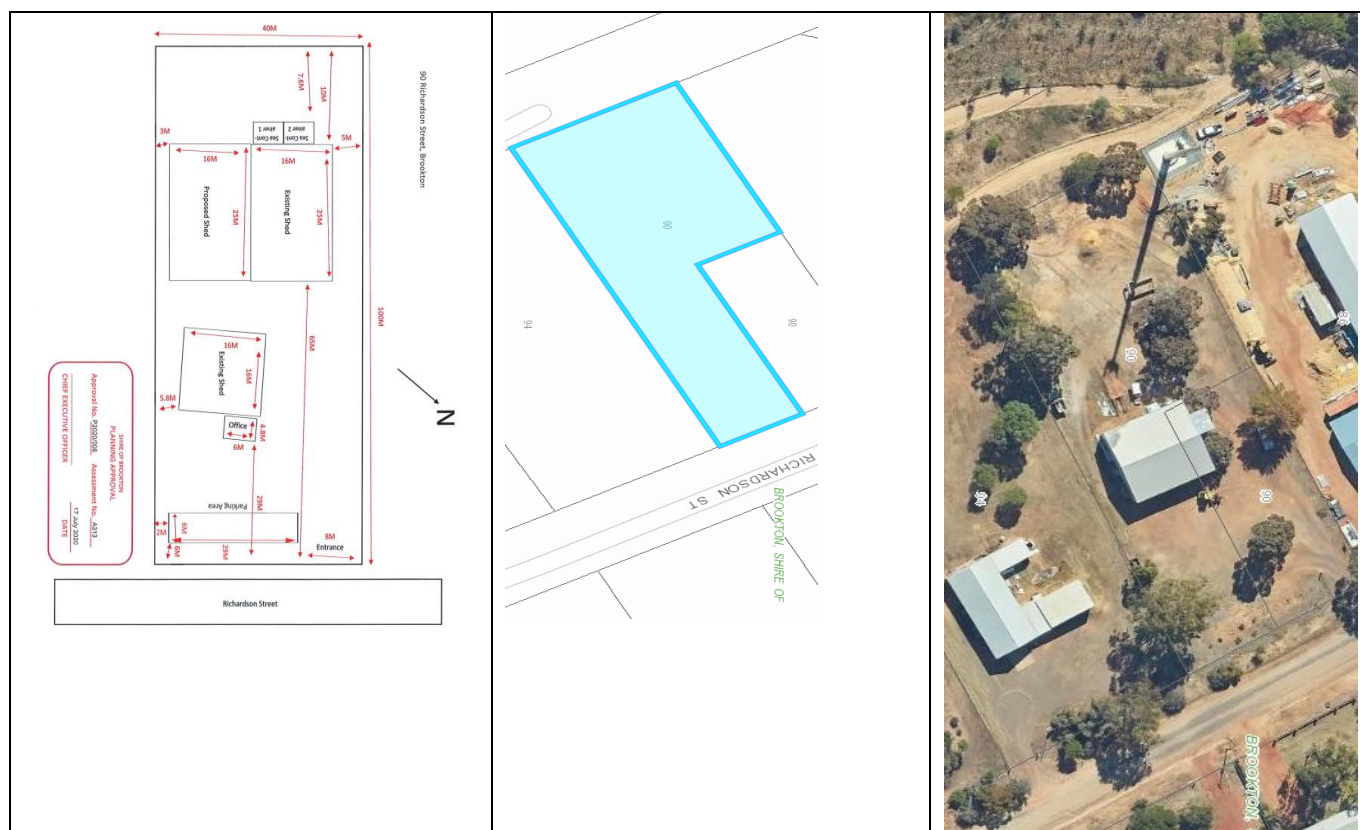 40M
7.6M
10M
90 Richardson Street, Brookton
Sea Cont-
ainer 1
Sea Cont-
ainer 2
3M
5M
16M
16M
Proposed Shed
25M
Existing Shed
25M
100M
65M
16M
Existing Shed
16M
5.8M
Office
4.8M
6M
N
29M
Parking Area
2M
6M
6M
29M
8M
Entrance
SHIRE OF BROOKTON
PLANNING APPROVAL
Approval No. P2020/006 Assessment No. A313
17 July 2020
CHIEF EXECUTIVE OFFICER DATE
Richardson Street
90
90
94
RICHARDSON ST
BROOKTON, SHIRE OF
90
90
94
BROOKTON,